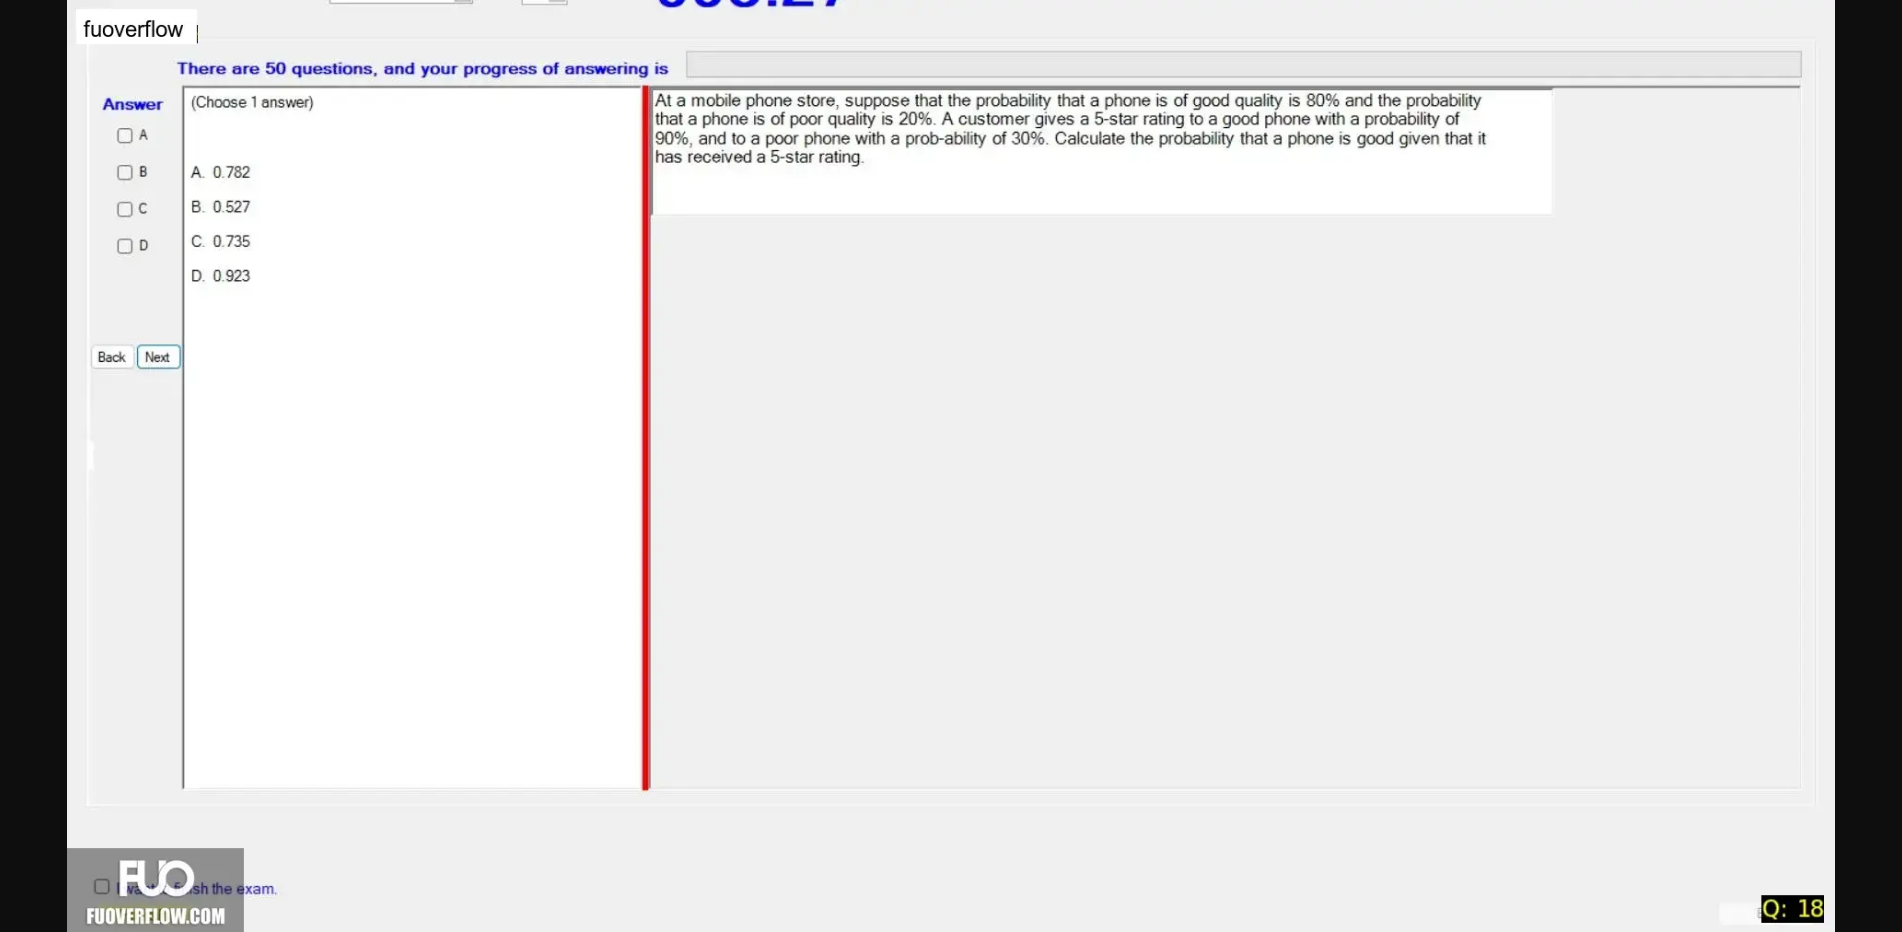 fuoverflow
There are 50 questions, and your progress of answering is
Answer
(Choose 1 answer)
At a mobile phone store, suppose that the probability that a phone is of good quality is 80% and the probability
that a phone is of poor quality is 20%. A customer gives a 5-star rating to a good phone with a probability of
90%, and to a poor phone with a prob-ability of 30%. Calculate the probability that a phone is good given that it
has received a 5-star rating.
A
B
C
D
A. 0.782
B. 0.527
C. 0.735
D. 0.923
Back Next
FUO
sh the exam.
FUOVERFLOW.COM
Q: 18